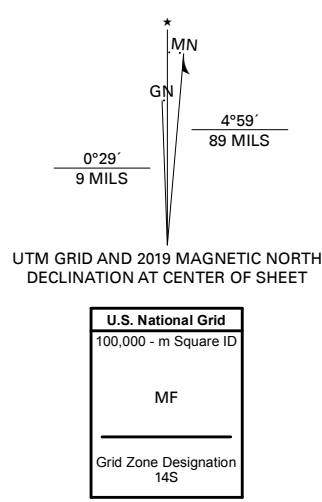 ★
MN
GN
4°59´
89 MILS
0°29´
9 MILS
UTM GRID AND 2019 MAGNETIC NORTH
DECLINATION AT CENTER OF SHEET
U.S. National Grid
100,000 - m Square ID
MF
Grid Zone Designation
14S